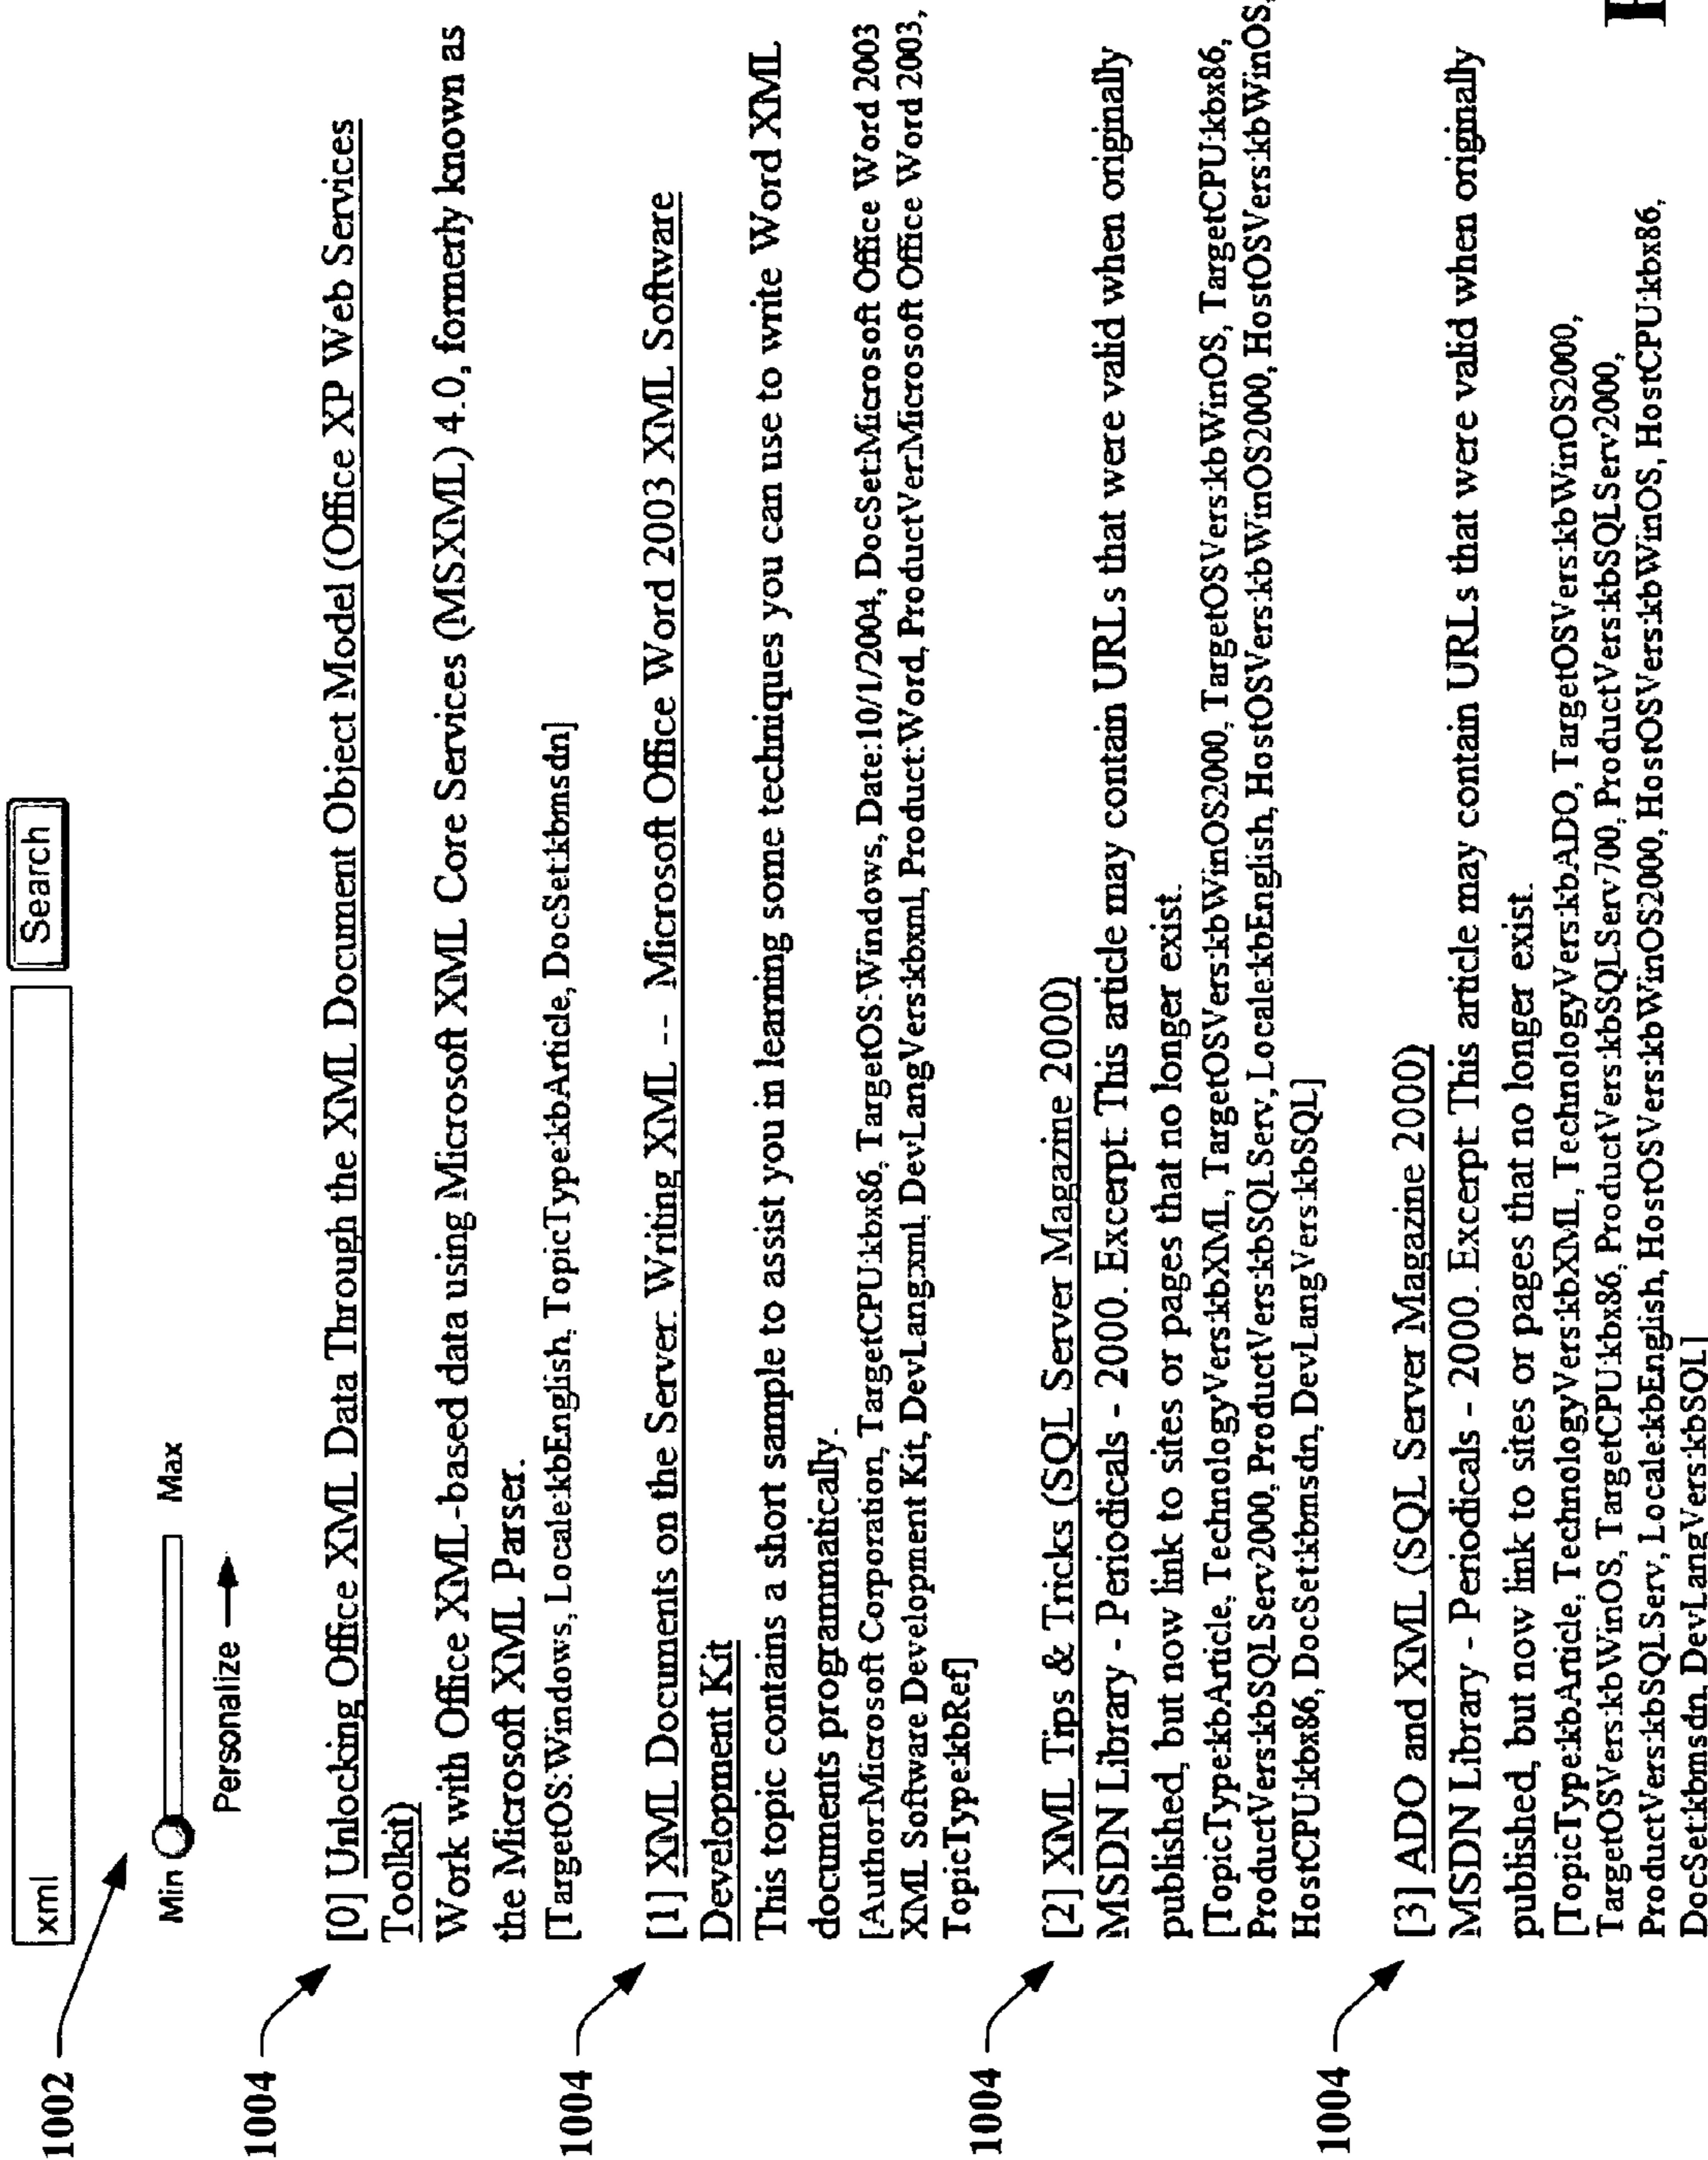 xml Search
1002
Min Max
Personalize
1004
[0] Unlocking Office XML Data Through the XML Document Object Model (Office XP Web Services
Toolkit)
Work with Office XML-based data using Microsoft XML Core Services (MSXML) 4.0, formerly known as
the Microsoft XML Parser.
[TargetOS:Windows, Locale:kbEnglish, TopicType:kbArticle, DocSet:kbmsdn]
1004
[1] XML Documents on the Server: Writing XML -- Microsoft Office Word 2003 XML Software
Development Kit
This topic contains a short sample to assist you in learning some techniques you can use to write Word XML
documents programmatically.
[Author:Microsoft Corporation, TargetCPU:kbx86, TargetOS:Windows, Date:10/1/2004, DocSet:Microsoft Office Word 2003
XML Software Development Kit, DevLang:xml, DevLangVers:kbxml, Product:Word, ProductVer:Microsoft Office Word 2003,
TopicType:kbRef]
1004
[2] XML Tips & Tricks (SQL Server Magazine 2000)
MSDN Library - Periodicals - 2000. Excerpt: This article may contain URLs that were valid when originally
published, but now link to sites or pages that no longer exist.
[TopicType:kbArticle, TechnologyVers:kbXML, TargetOSVers:kbWinOS2000, TargetOSVers:kbWinOS, TargetCPU:kbx86,
ProductVers:kbSQLServ2000, ProductVers:kbSQLServ, Locale:kbEnglish, HostOSVers:kbWinOS2000, HostOSVers:kbWinOS,
HostCPU:kbx86, DocSet:kbmsdn, DevLangVers:kbSQL]
1004
[3] ADO and XML (SQL Server Magazine 2000)
MSDN Library - Periodicals - 2000. Excerpt: This article may contain URLs that were valid when originally
published, but now link to sites or pages that no longer exist.
[TopicType:kbArticle, TechnologyVers:kbXML, TechnologyVers:kbADO, TargetOSVers:kbWinOS2000,
TargetOSVers:kbWinOS, TargetCPU:kbx86, ProductVers:kbSQLServ700, ProductVers:kbSQLServ2000,
ProductVers:kbSQLServ, Locale:kbEnglish, HostOSVers:kbWinOS2000, HostOSVers:kbWinOS, HostCPU:kbx86,
DocSet:kbmsdn, DevLangVers:kbSQL]